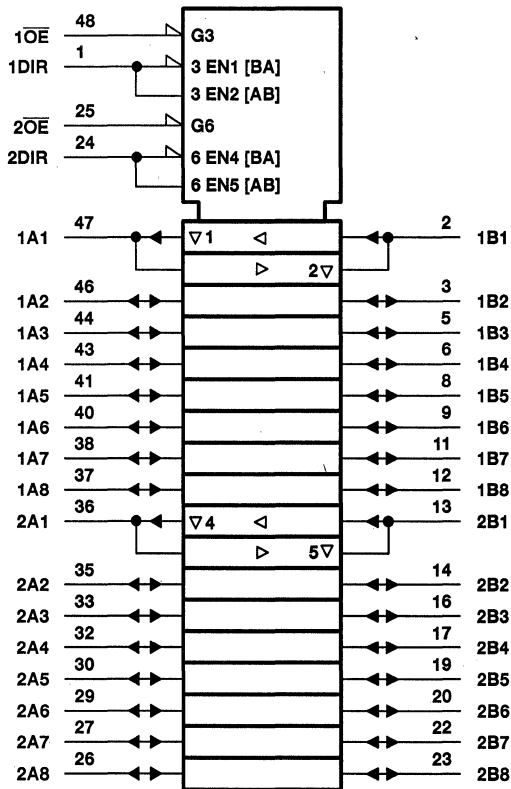 1O̅E̅ 48 G3
1DIR 1 3 EN1 [BA]
3 EN2 [AB]
2O̅E̅ 25 G6
2DIR 24 6 EN4 [BA]
6 EN5 [AB]
1A1 47 ▽1 ◁ 2 1B1
▷ 2▽
1A2 46 3 1B2
1A3 44 5 1B3
1A4 43 6 1B4
1A5 41 8 1B5
1A6 40 9 1B6
1A7 38 11 1B7
1A8 37 12 1B8
2A1 36 ▽4 ◁ 13 2B1
▷ 5▽
2A2 35 14 2B2
2A3 33 16 2B3
2A4 32 17 2B4
2A5 30 19 2B5
2A6 29 20 2B6
2A7 27 22 2B7
2A8 26 23 2B8